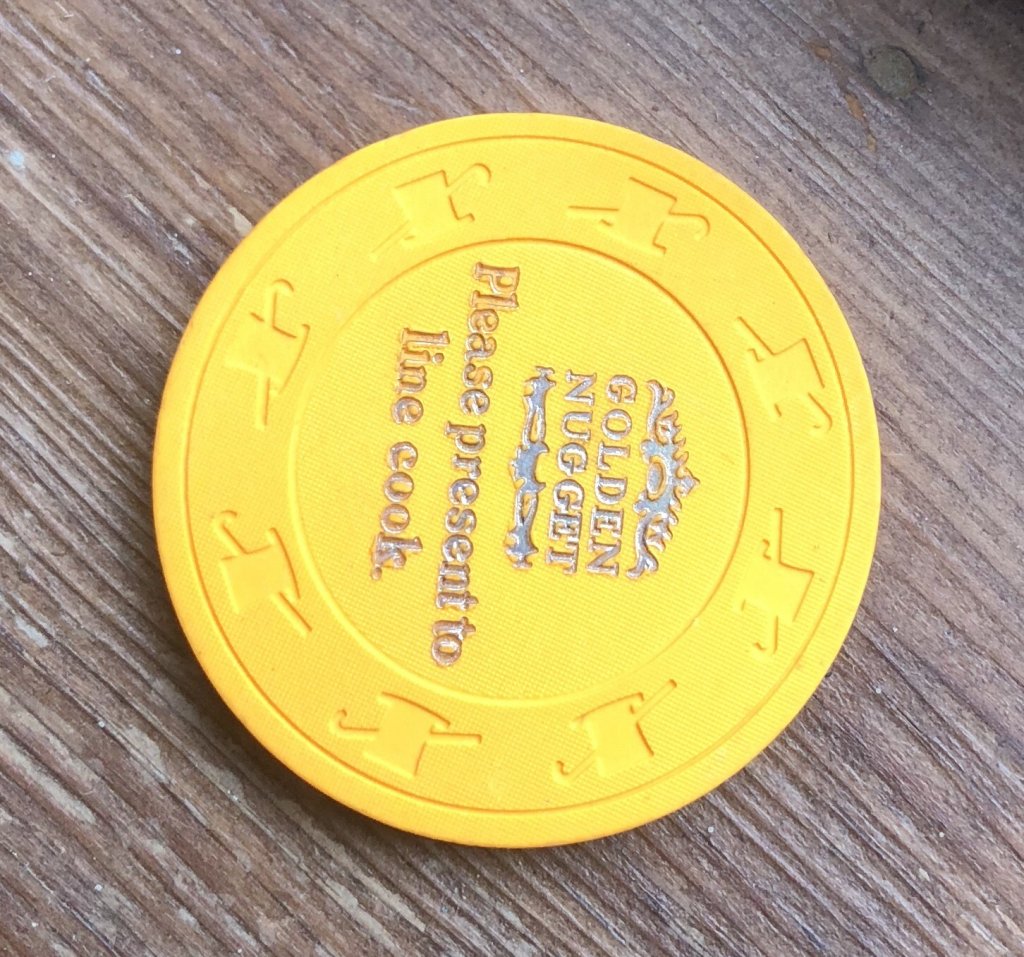 GOLDEN
NUGGET
Please present to
line cook.